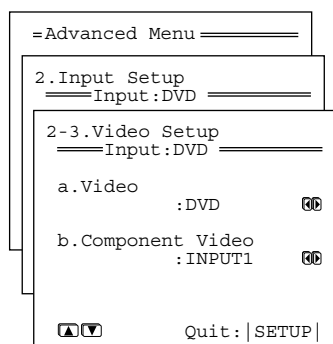 Advanced Menu
2.Input Setup
Input:DVD
2-3.Video Setup
Input:DVD
a.Video
:DVD
b.Component Video
:INPUT1
Quit:|SETUP|